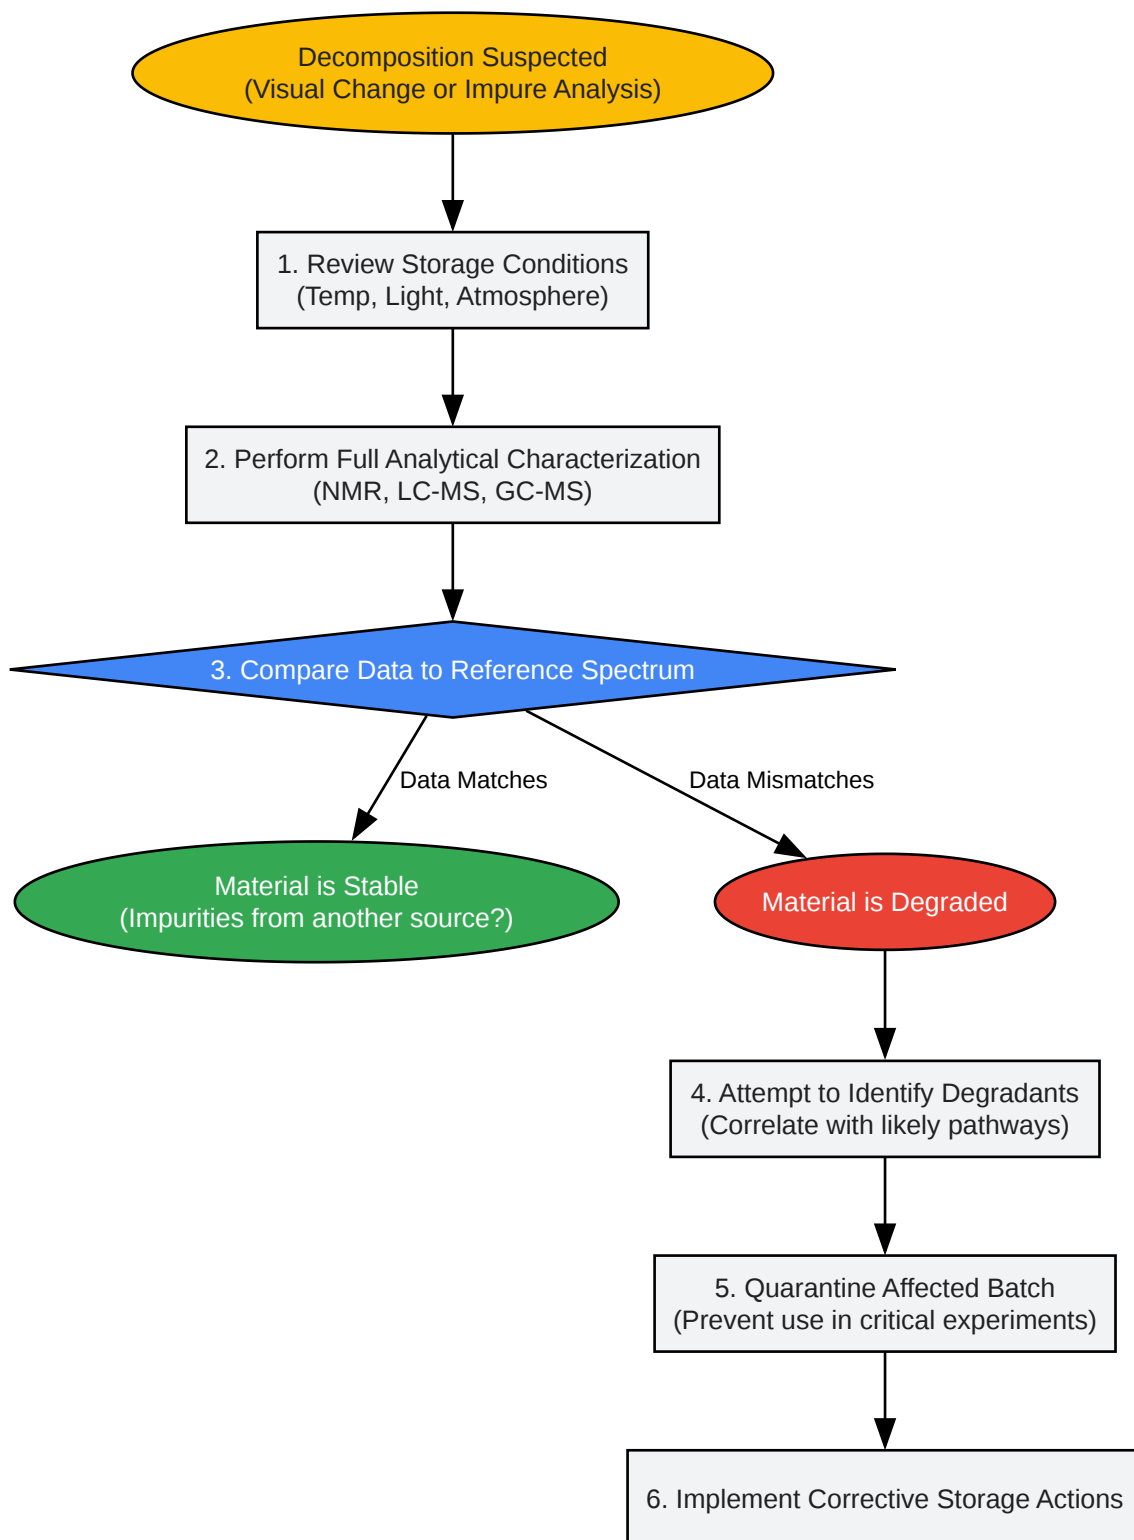 Decomposition Suspected
(Visual Change or Impure Analysis)
1. Review Storage Conditions
(Temp, Light, Atmosphere)
2. Perform Full Analytical Characterization
(NMR, LC-MS, GC-MS)
3. Compare Data to Reference Spectrum
Data Matches
Data Mismatches
Material is Stable
(Impurities from another source?)
Material is Degraded
4. Attempt to Identify Degradants
(Correlate with likely pathways)
5. Quarantine Affected Batch
(Prevent use in critical experiments)
6. Implement Corrective Storage Actions